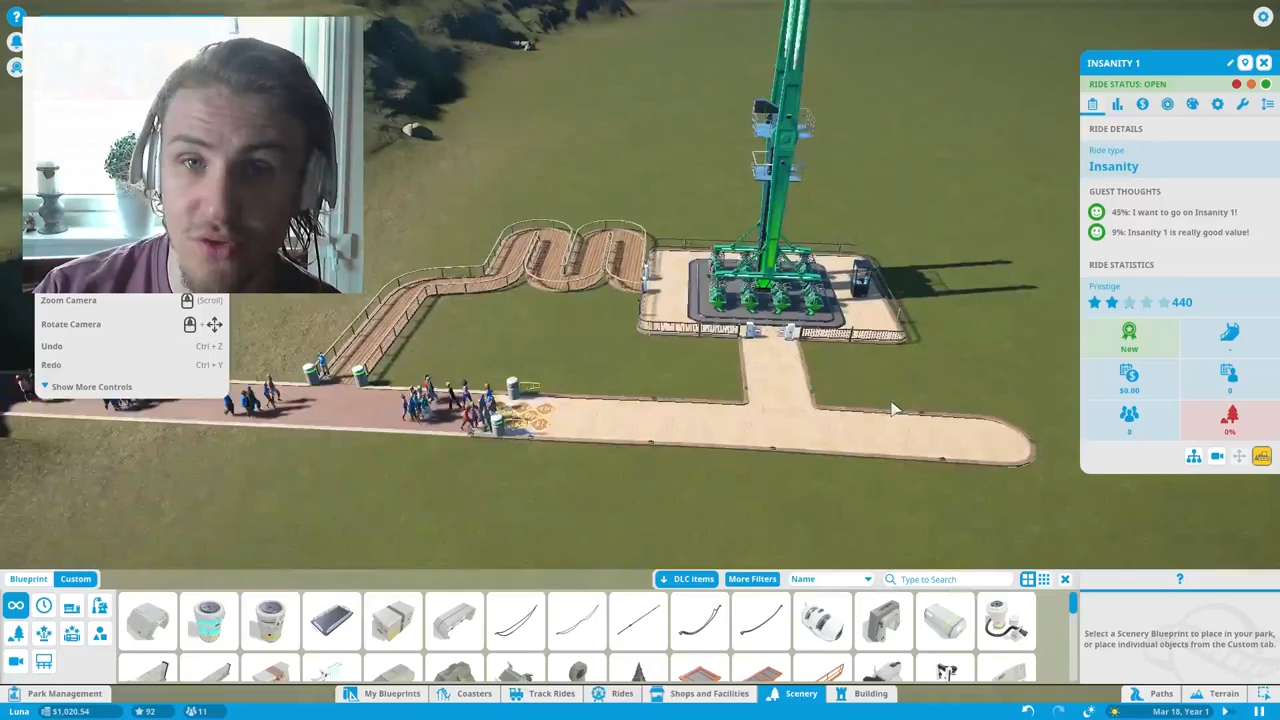 INSANITY 1
RIDE STATUS: OPEN
RIDE DETAILS
Ride type
Insanity
GUEST THOUGHTS
45%: I want to go on Insanity 1!
9%: Insanity 1 is really good value!
RIDE STATISTICS
Prestige
440
New
-
$0.00
0
0
0%
Zoom Camera (Scroll)
Rotate Camera +
Undo Ctrl + Z
Redo Ctrl + Y
Show More Controls
Blueprint Custom DLC items More Filters Name Type to Search ?
Select a Scenery Blueprint to place in your park,
or place individual objects from the Custom tab.
Park Management My Blueprints Coasters Track Rides Rides Shops and Facilities Scenery Building Paths Terrain
Luna $1,020.54 92 11 Mar 18, Year 1